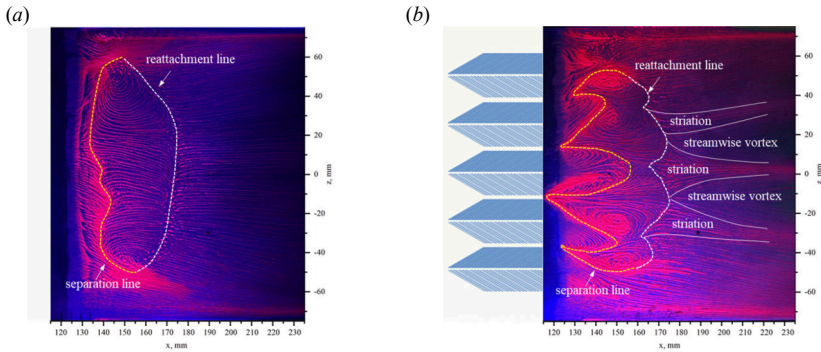 (a)
(b)
reattachment line
separation line
60
40
20
0
-20
-40
-60
z, mm
120 130 140 150 160 170 180 190 200 210 220 230
x, mm
reattachment line
striation
streamwise vortex
striation
streamwise vortex
striation
separation line
60
40
20
0
-20
-40
-60
z, mm
120 130 140 150 160 170 180 190 200 210 220 230
x, mm